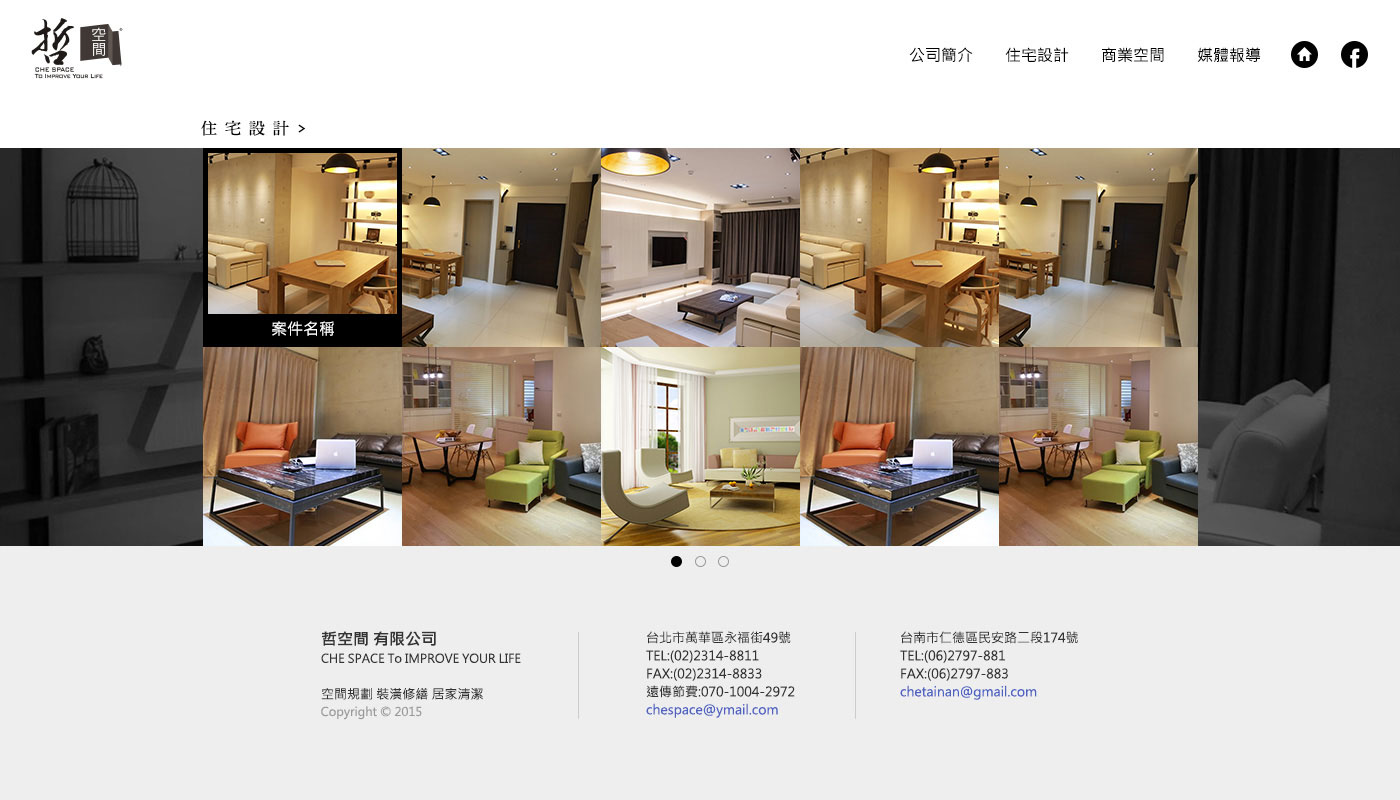 哲 空間
CHE SPACE
TO IMPROVE YOUR LIFE
公司簡介 住宅設計 商業空間 媒體報導
住宅設計 >
案件名稱
哲空間 有限公司
CHE SPACE To IMPROVE YOUR LIFE
空間規劃 裝潢修繕 居家清潔
Copyright © 2015
台北市萬華區永福街49號
TEL:(02)2314-8811
FAX:(02)2314-8833
遠傳節費:070-1004-2972
chespace@ymail.com
台南市仁德區民安路二段174號
TEL:(06)2797-881
FAX:(06)2797-883
chetainan@gmail.com